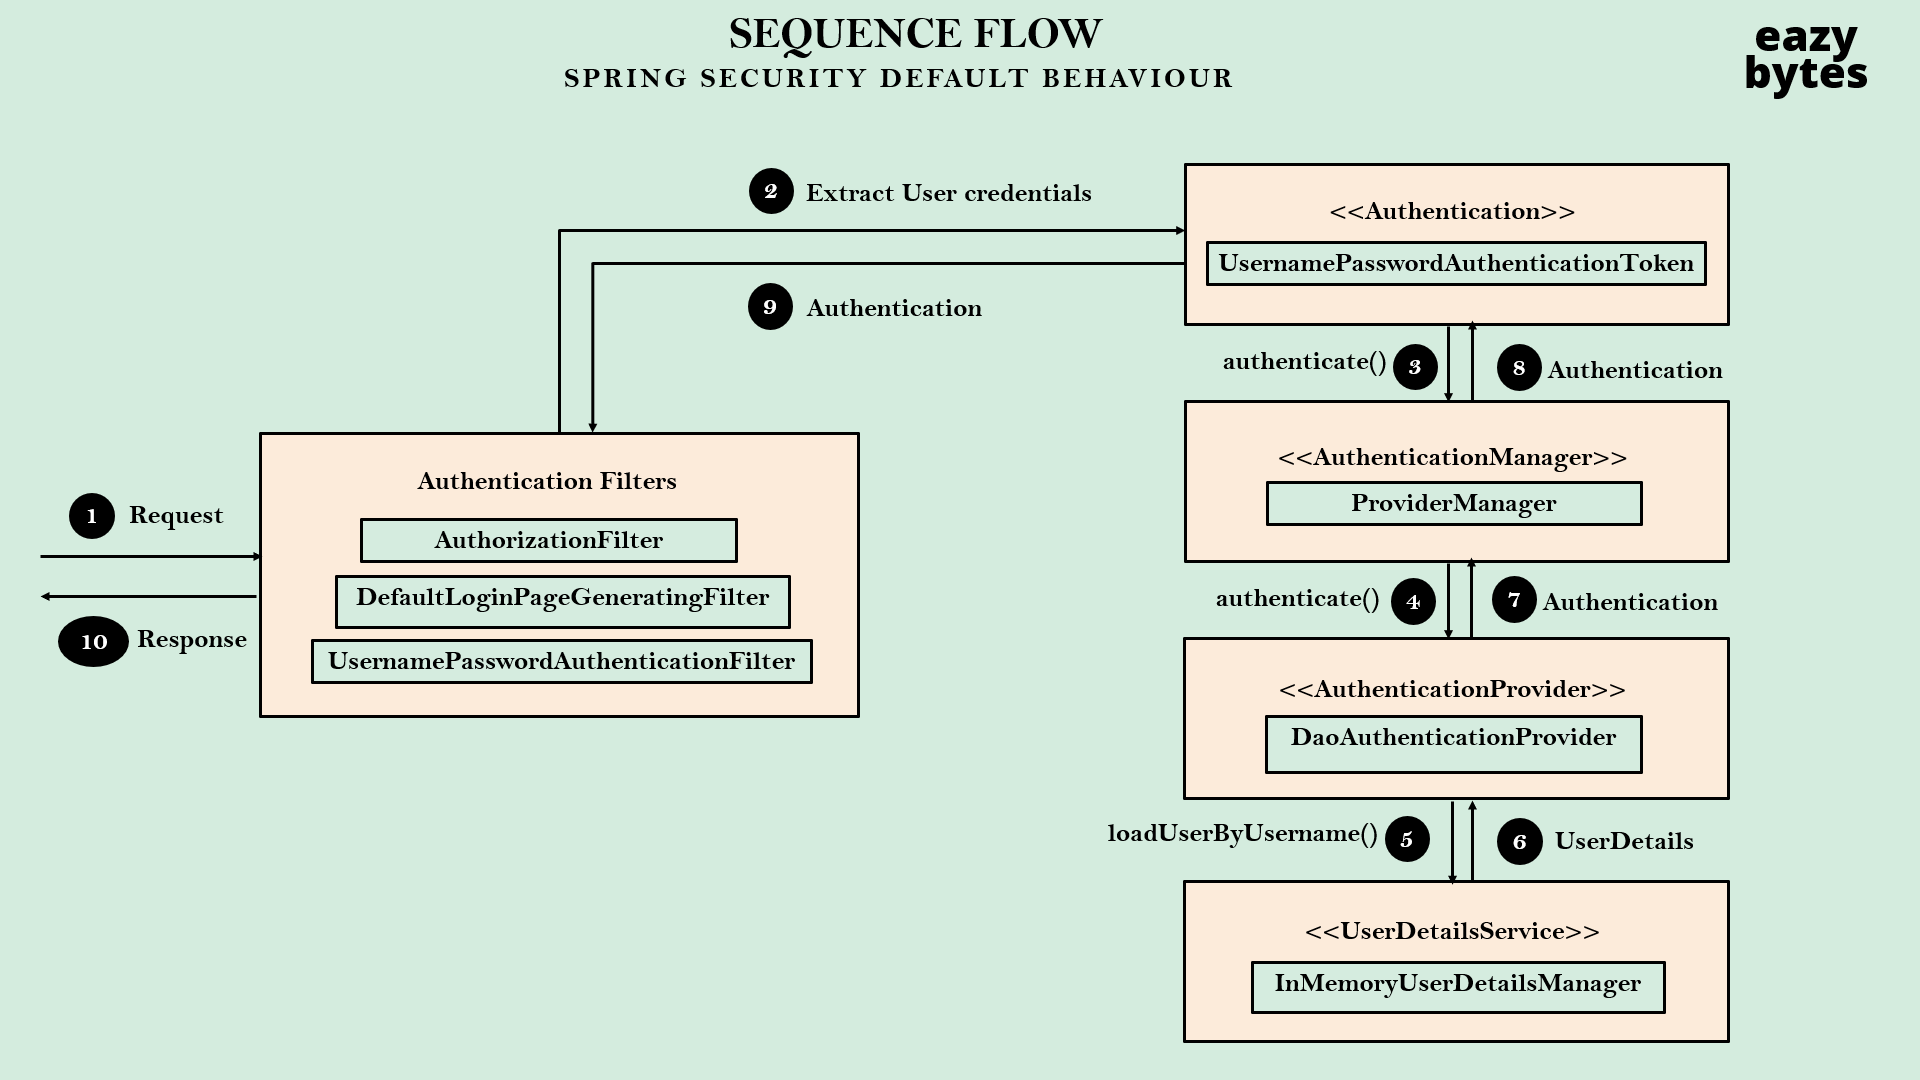 SEQUENCE FLOW
SPRING SECURITY DEFAULT BEHAVIOUR
eazy
bytes
2 Extract User credentials
9 Authentication
<<Authentication>>
UsernamePasswordAuthenticationToken
authenticate() 3
8 Authentication
<<AuthenticationManager>>
ProviderManager
authenticate() 4
7 Authentication
<<AuthenticationProvider>>
DaoAuthenticationProvider
loadUserByUsername() 5
6 UserDetails
<<UserDetailsService>>
InMemoryUserDetailsManager
1 Request
10 Response
Authentication Filters
AuthorizationFilter
DefaultLoginPageGeneratingFilter
UsernamePasswordAuthenticationFilter